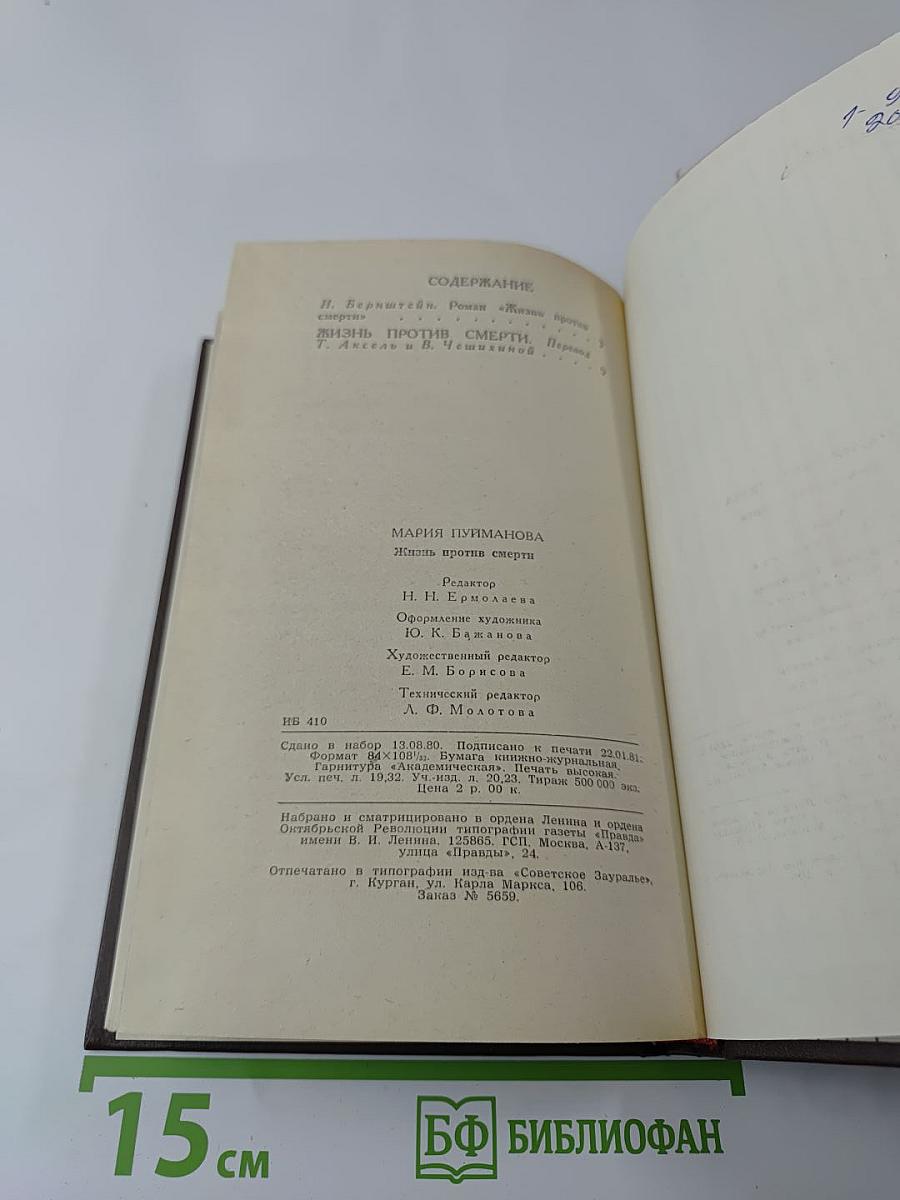 СОДЕРЖАНИЕ
И. Бернштейн. Роман «Жизнь против
смерти» . . . . . . . . . . . . 3
ЖИЗНЬ ПРОТИВ СМЕРТИ. Перевод
Т. Аксель и В. Чешихиной . . . . 9
МАРИЯ ПУЙМАНОВА
Жизнь против смерти
Редактор
Н. Н. Ермолаева
Оформление художника
Ю. К. Бажанова
Художественный редактор
Е. М. Борисова
Технический редактор
Л. Ф. Молотова
ИБ 410
Сдано в набор 13.08.80. Подписано к печати 22.01.81.
Формат 84×108 1/32. Бумага книжно-журнальная.
Гарнитура «Академическая». Печать высокая.
Усл. печ. л. 19,32. Уч.-изд. л. 20,23. Тираж 500 000 экз.
Цена 2 р. 00 к.
Набрано и сматрицировано в ордена Ленина и ордена
Октябрьской Революции типографии газеты «Правда»
имени В. И. Ленина. 125865. ГСП, Москва, А-137,
улица «Правды», 24.
Отпечатано в типографии изд-ва «Советское Зауралье»,
г. Курган, ул. Карла Маркса, 106.
Заказ № 5659.
15 см
БФ БИБЛИОФАН